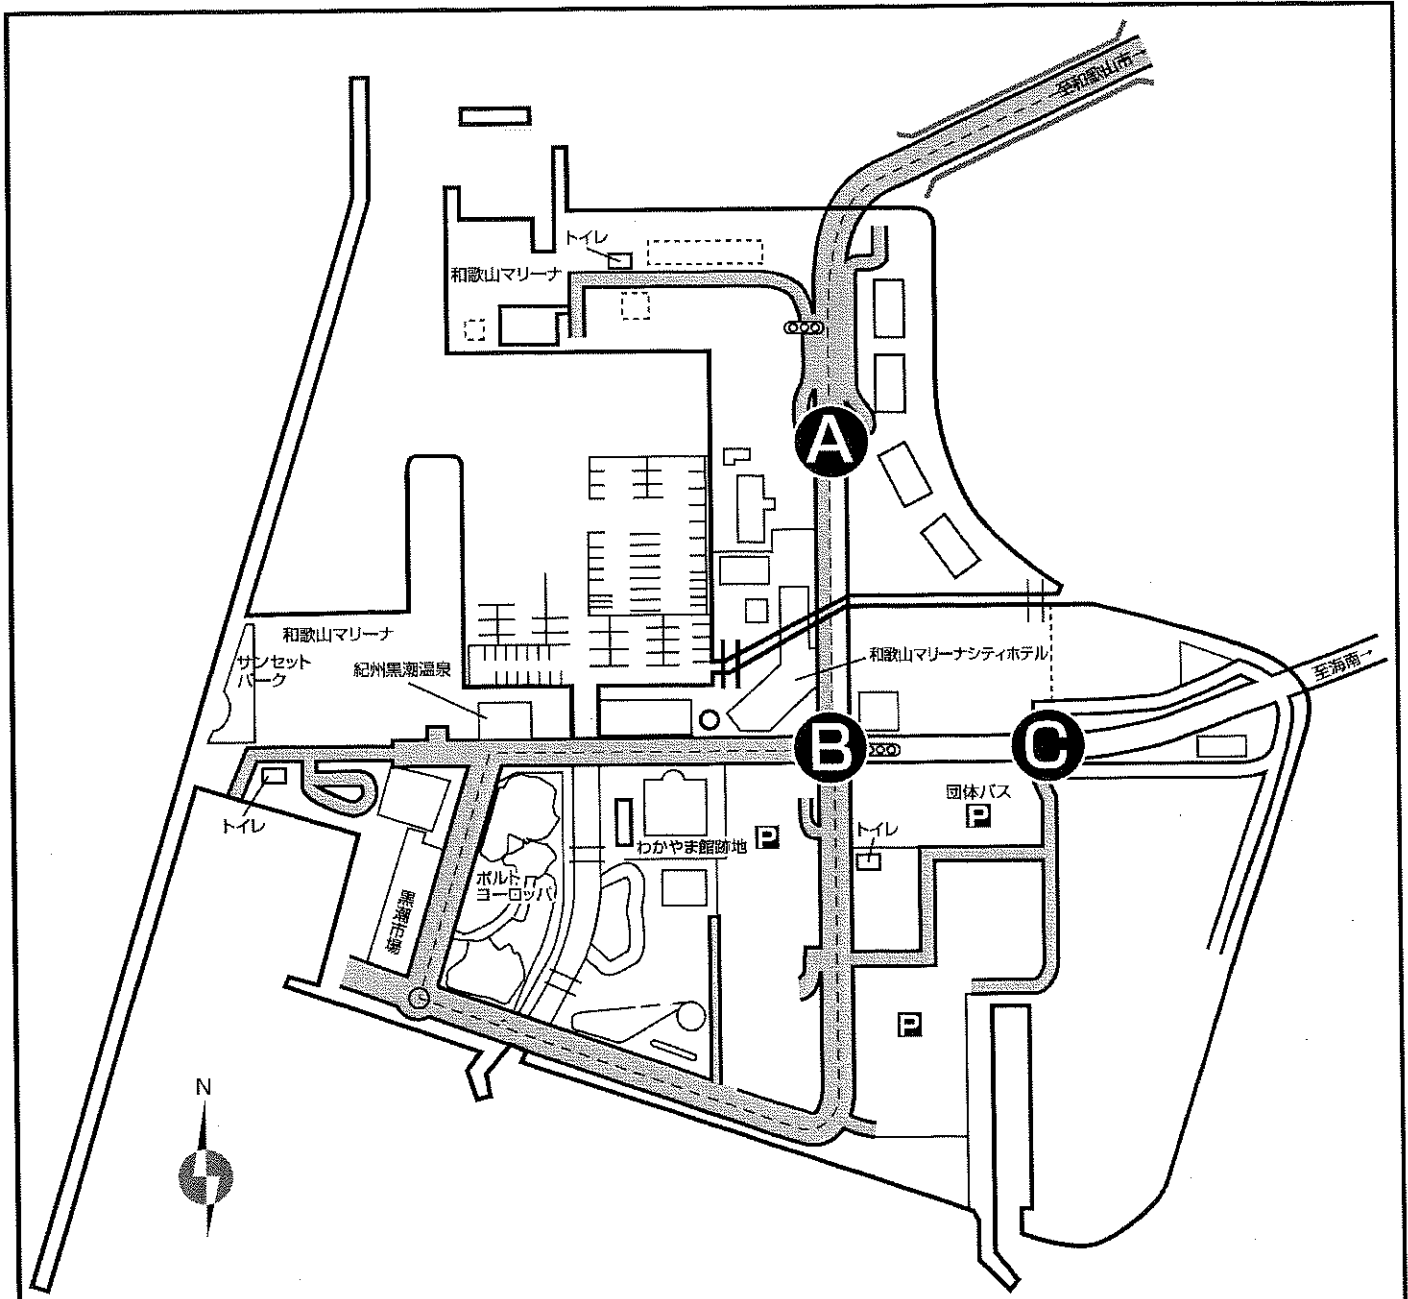 至和歌山市→
トイレ
和歌山マリーナ
A
和歌山マリーナ
サンセット
パーク
紀州黒潮温泉
和歌山マリーナシティホテル
至海南→
B
C
団体バス
P
トイレ
トイレ
わかやま館跡地
P
ポルト
ヨーロッパ
黒潮市場
P
N